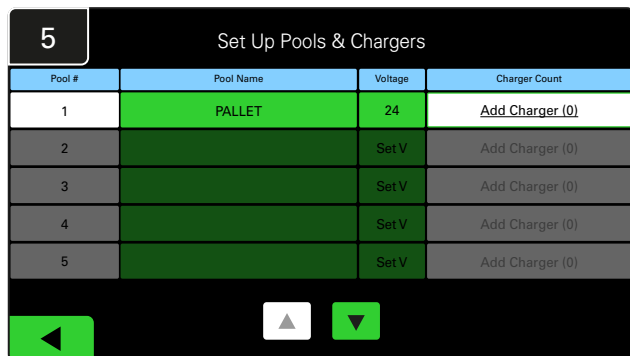 5
Set Up Pools & Chargers
Pool # Pool Name Voltage Charger Count
1 PALLET 24 Add Charger (0)
2 Set V Add Charger (0)
3 Set V Add Charger (0)
4 Set V Add Charger (0)
5 Set V Add Charger (0)